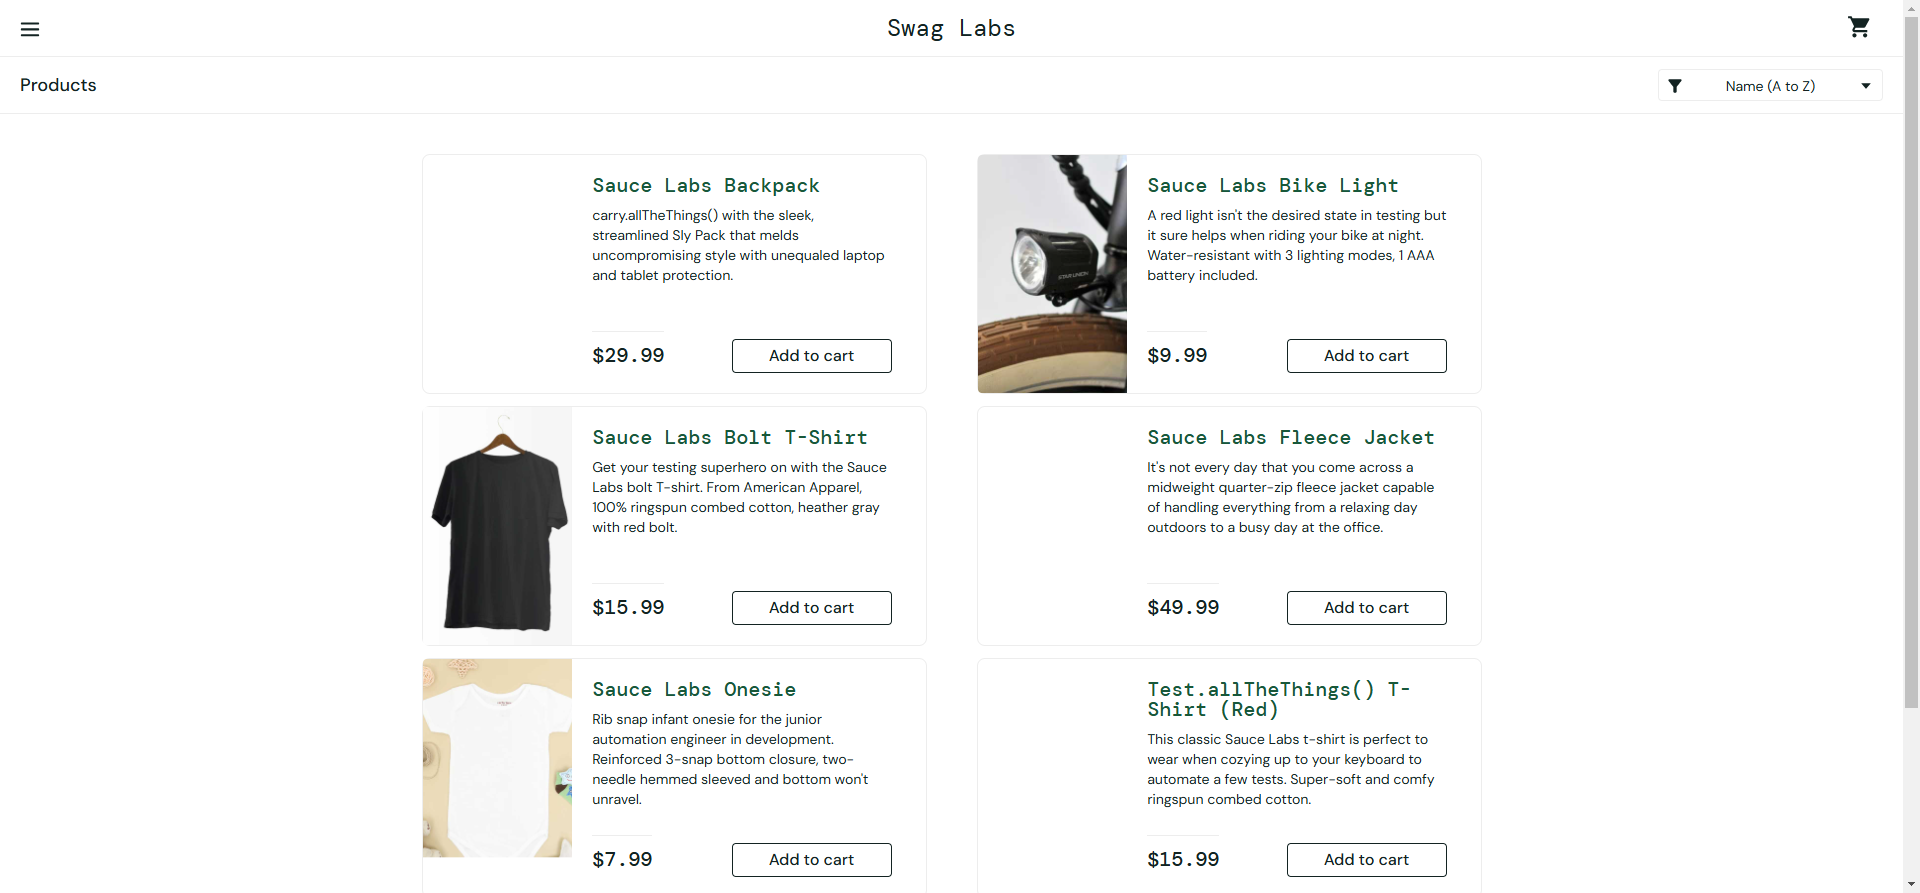 Swag Labs
Products
Name (A to Z)
Sauce Labs Backpack
carry.allTheThings() with the sleek,
streamlined Sly Pack that melds
uncompromising style with unequaled laptop
and tablet protection.
$29.99
Add to cart
STAR UNION
Sauce Labs Bike Light
A red light isn't the desired state in testing but
it sure helps when riding your bike at night.
Water-resistant with 3 lighting modes, 1 AAA
battery included.
$9.99
Add to cart
Sauce Labs Bolt T-Shirt
Get your testing superhero on with the Sauce
Labs bolt T-shirt. From American Apparel,
100% ringspun combed cotton, heather gray
with red bolt.
$15.99
Add to cart
Sauce Labs Fleece Jacket
It's not every day that you come across a
midweight quarter-zip fleece jacket capable
of handling everything from a relaxing day
outdoors to a busy day at the office.
$49.99
Add to cart
Sauce Labs Onesie
Rib snap infant onesie for the junior
automation engineer in development.
Reinforced 3-snap bottom closure, two-
needle hemmed sleeved and bottom won't
unravel.
$7.99
Add to cart
Test.allTheThings() T-
Shirt (Red)
This classic Sauce Labs t-shirt is perfect to
wear when cozying up to your keyboard to
automate a few tests. Super-soft and comfy
ringspun combed cotton.
$15.99
Add to cart